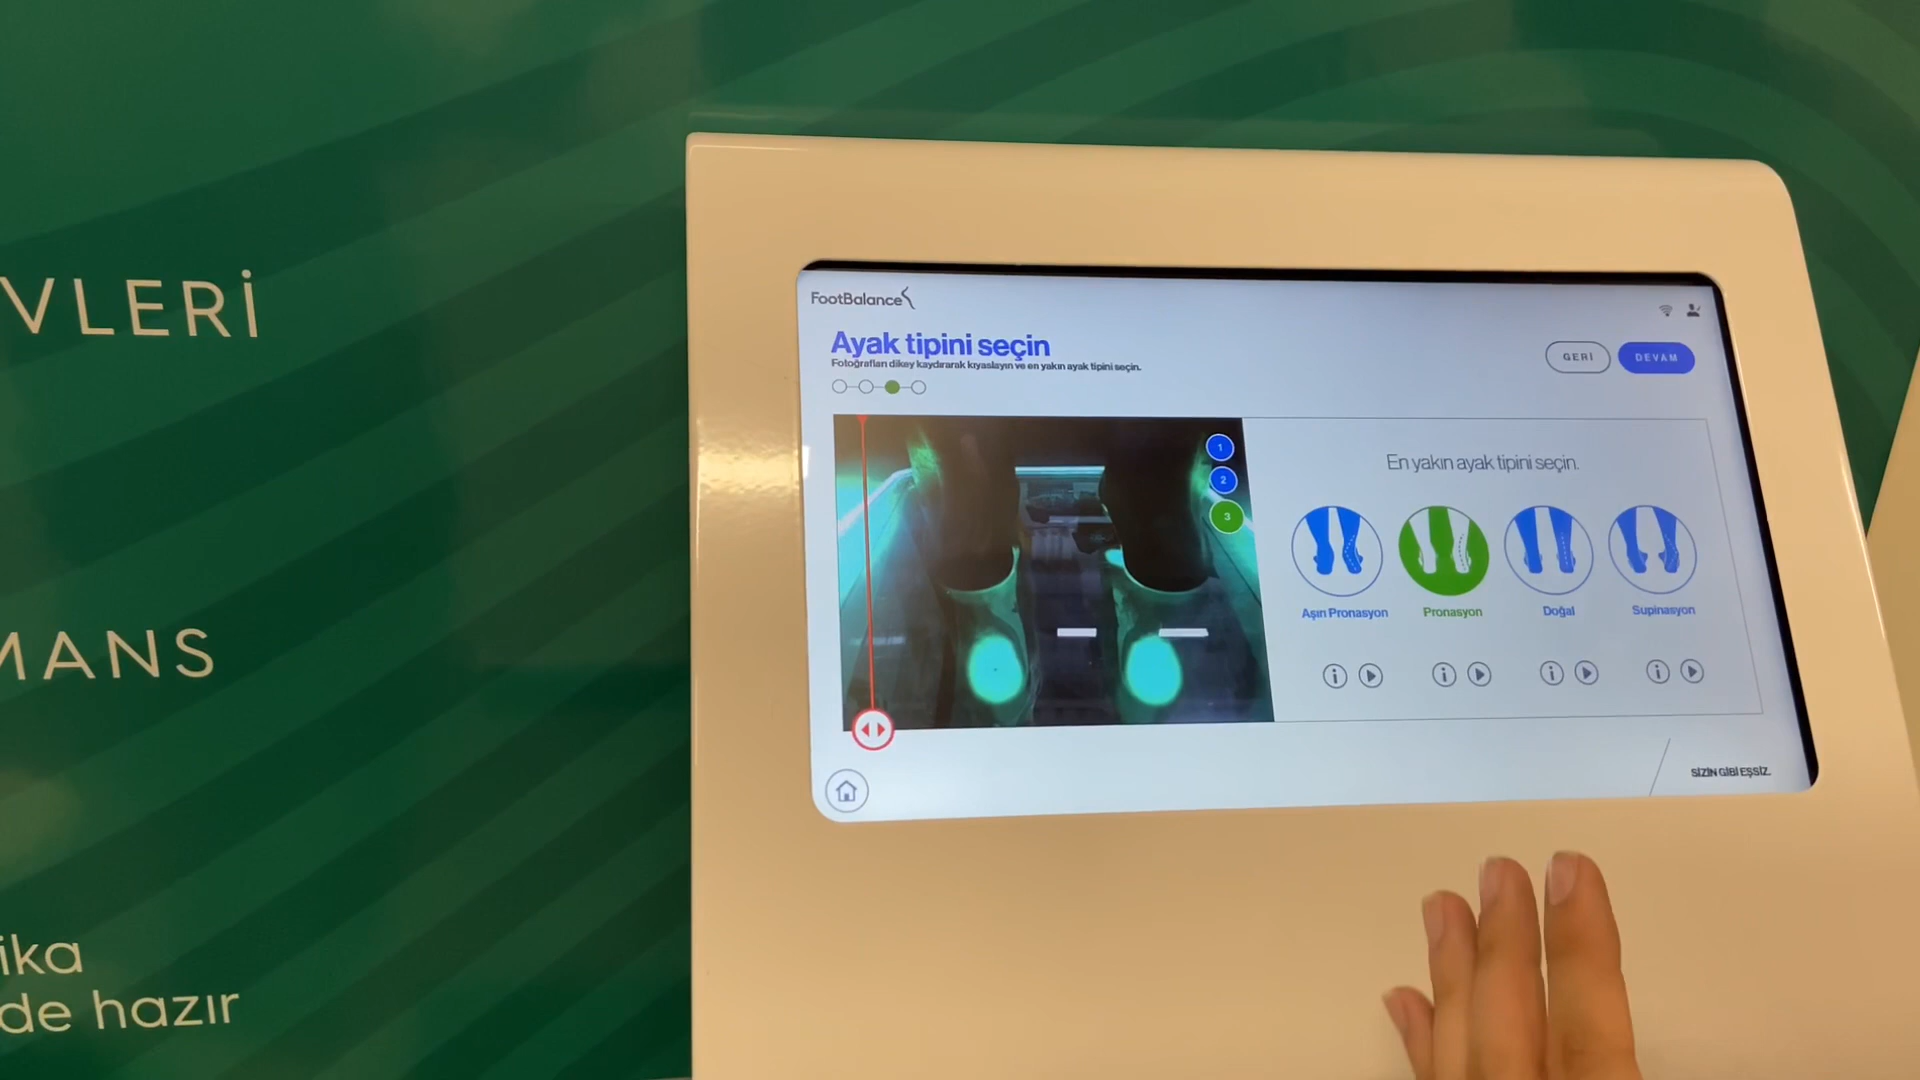 VLERİ
MANS
ika
de hazır
FootBalance
Ayak tipini seçin
Fotoğrafları dikey kaydırarak kıyaslayın ve en yakın ayak tipini seçin.
GERİ
DEVAM
1
2
3
En yakın ayak tipini seçin.
Aşırı Pronasyon
Pronasyon
Doğal
Supinasyon
SİZİN GİBİ EŞSİZ.